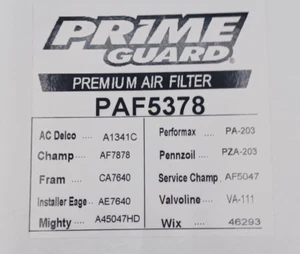 PRIME
GUARD®
PREMIUM AIR FILTER
PAF5378
AC Delco .... A1341C
Champ .... AF7878
Fram .... CA7640
Installer Eage .. AE7640
Mighty .... A45047HD
Performax .... PA-203
Pennzoil .... PZA-203
Service Champ . AF5047
Valvoline .... VA-111
Wix .... 46293